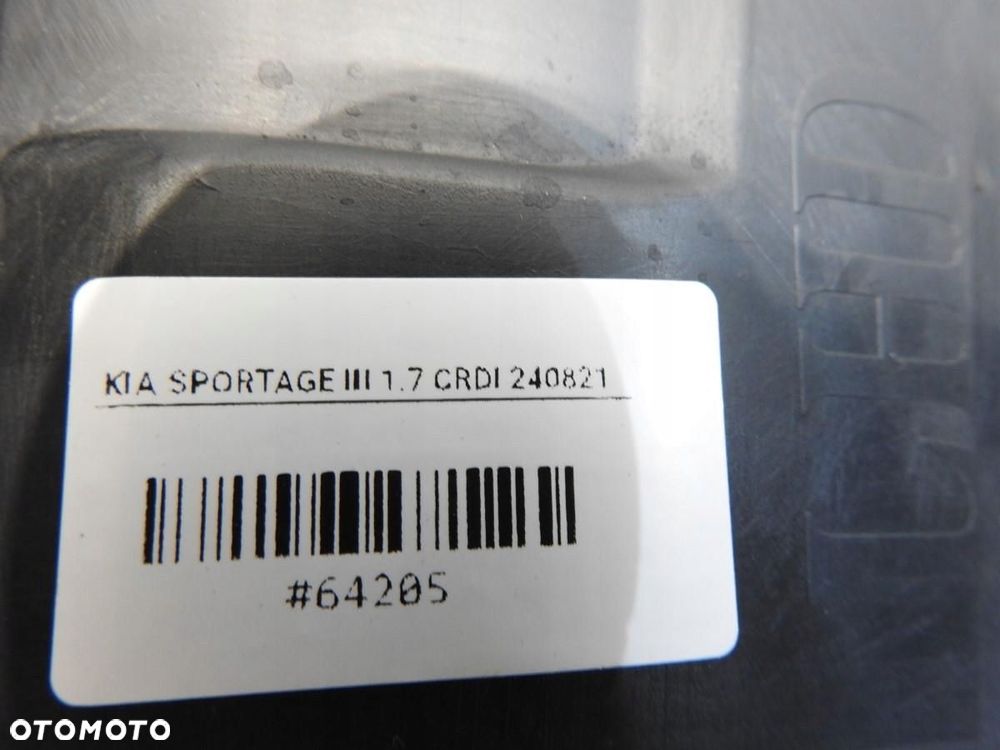 KIA SPORTAGE III 1.7 CRDI 240821
#64205
OTOMOTO